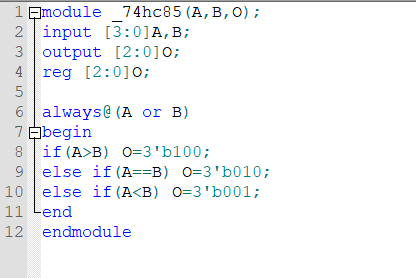 1 module _74hc85(A,B,O);
2 input [3:0]A,B;
3 output [2:0]O;
4 reg [2:0]O;
5
6 always@(A or B)
7 begin
8 if(A>B) O=3'b100;
9 else if(A==B) O=3'b010;
10 else if(A<B) O=3'b001;
11 end
12 endmodule